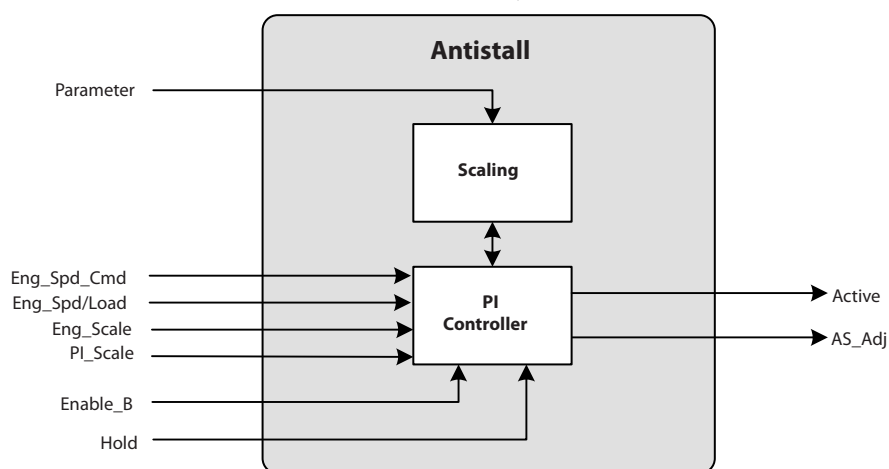 Antistall
Parameter
Scaling
Eng_Spd_Cmd
Eng_Spd/Load
Eng_Scale
PI_Scale
PI
Controller
Active
AS_Adj
Enable_B
Hold